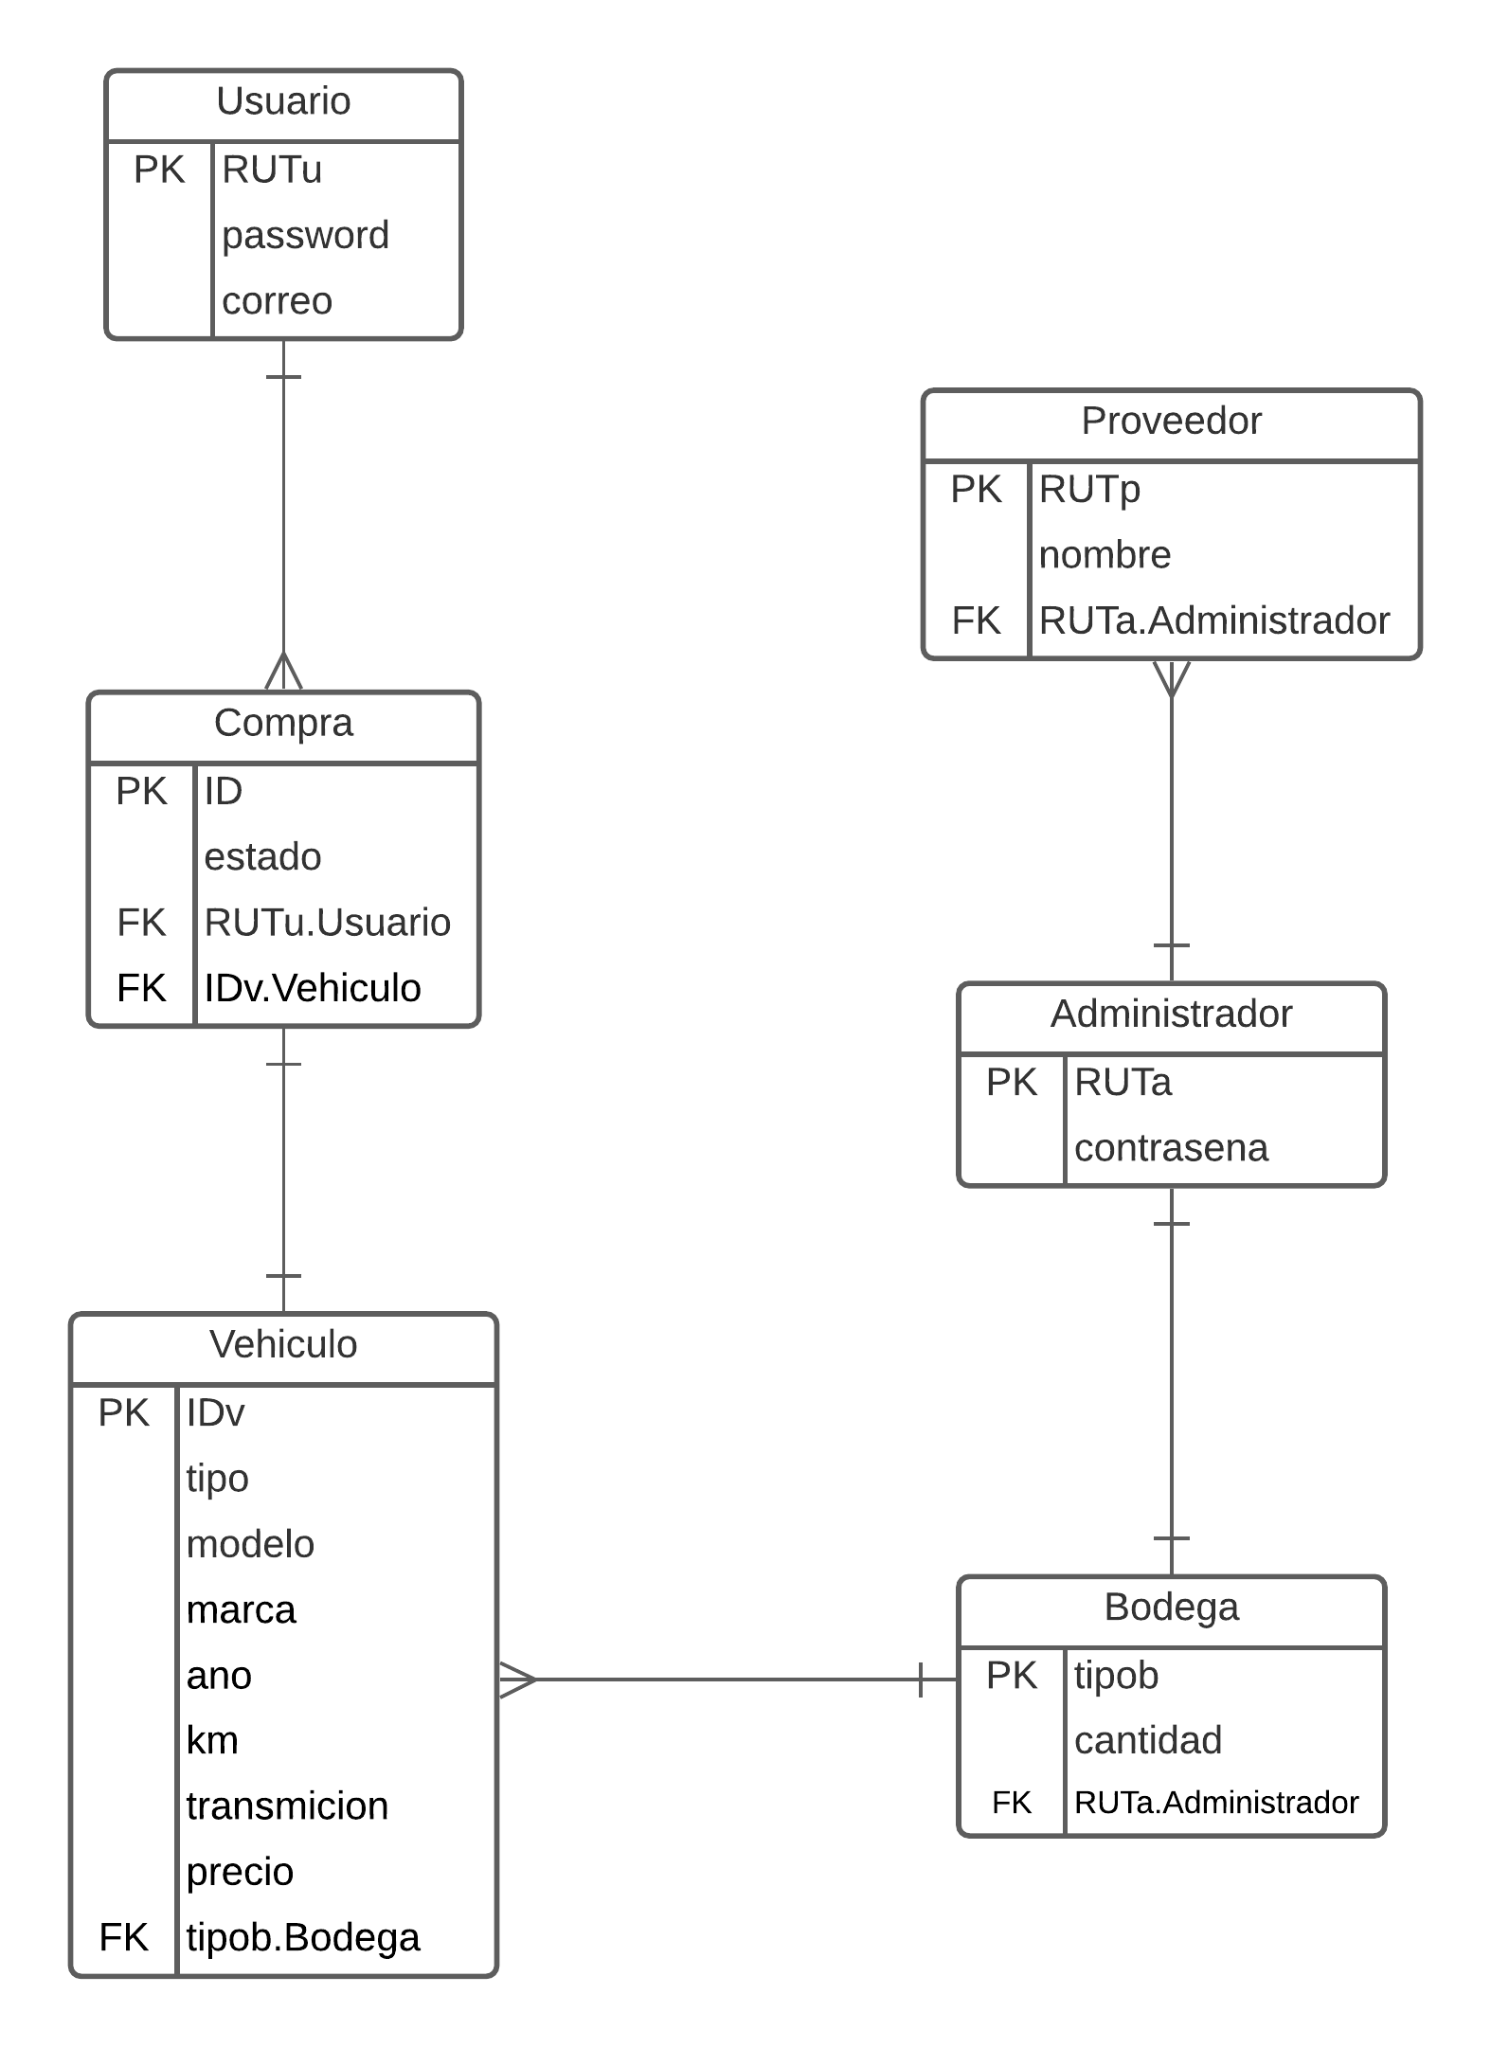 Usuario
PK RUTu
password
correo
Compra
PK ID
estado
FK RUTu.Usuario
FK IDv.Vehiculo
Vehiculo
PK IDv
tipo
modelo
marca
ano
km
transmicion
precio
FK tipob.Bodega
Proveedor
PK RUTp
nombre
FK RUTa.Administrador
Administrador
PK RUTa
contrasena
Bodega
PK tipob
cantidad
FK RUTa.Administrador